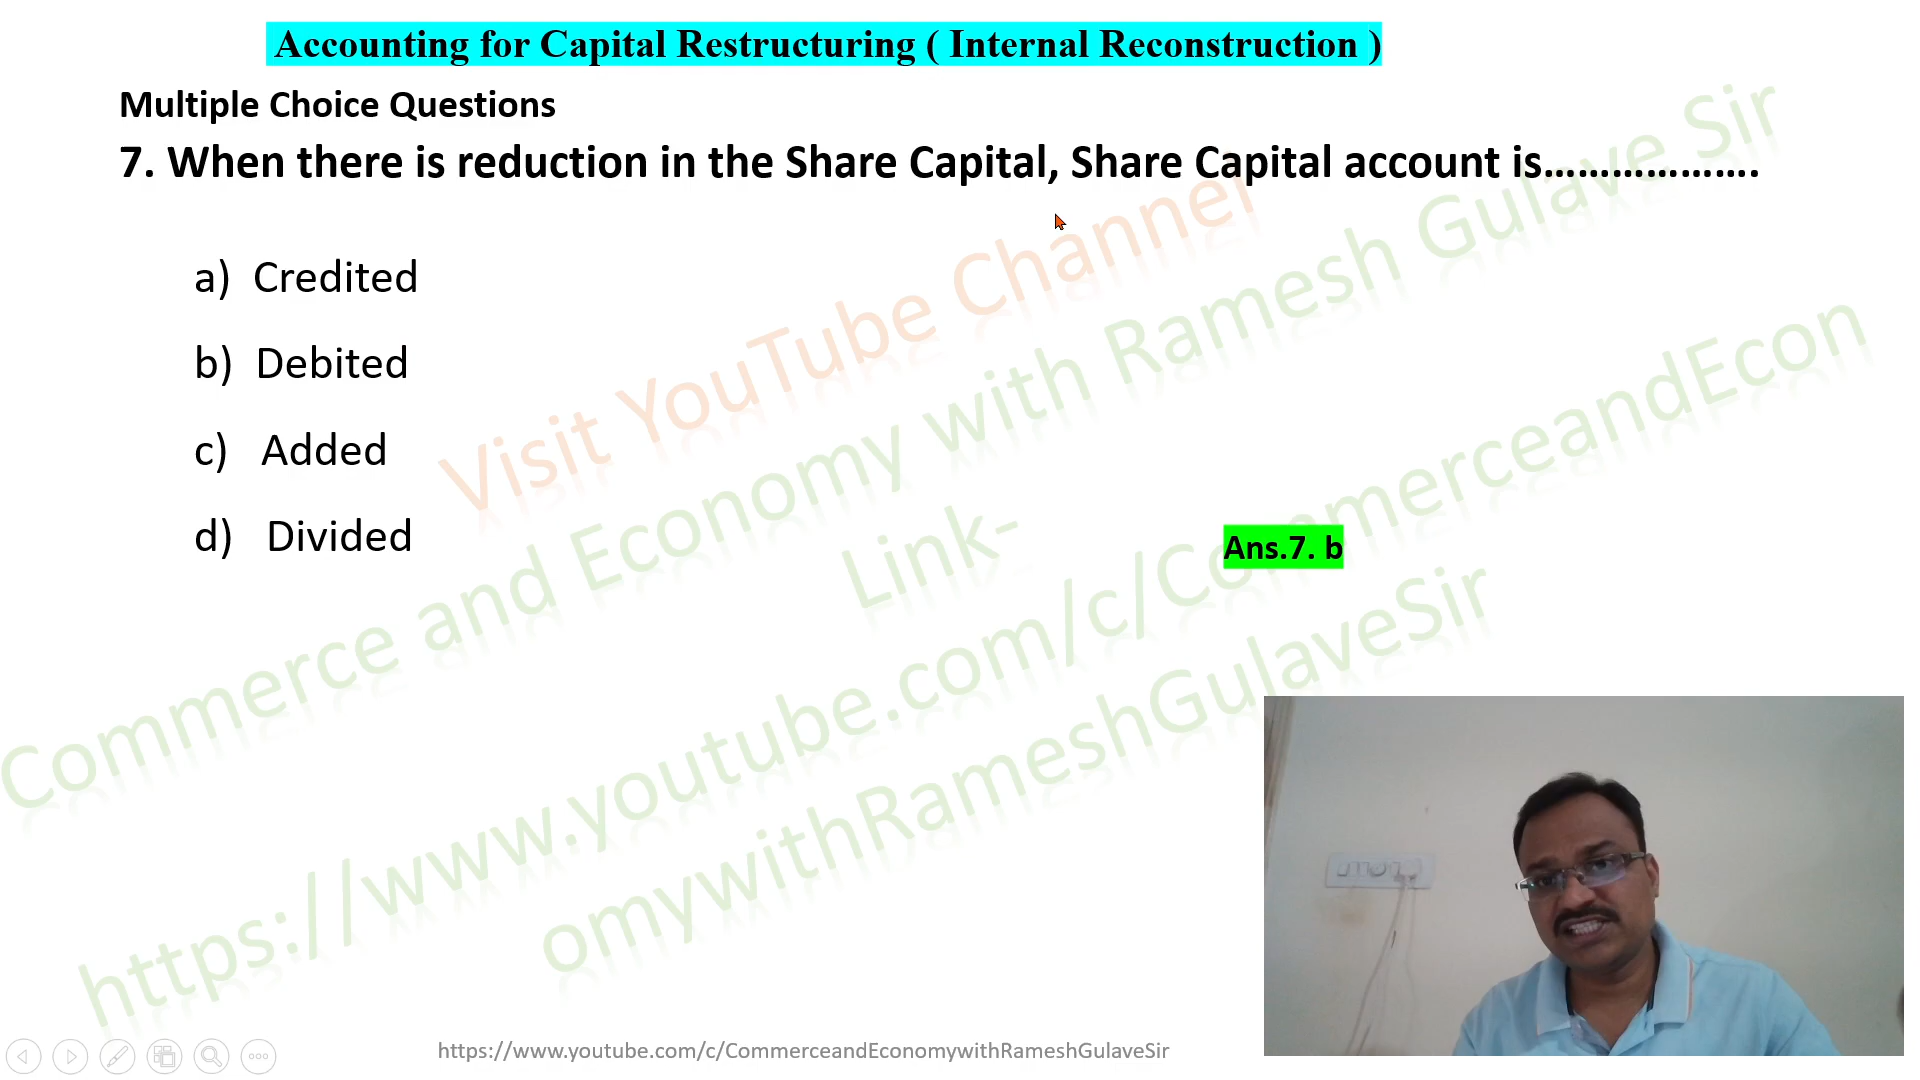 Accounting for Capital Restructuring ( Internal Reconstruction )
Multiple Choice Questions
7. When there is reduction in the Share Capital, Share Capital account is...................
a) Credited
b) Debited
c) Added
d) Divided
Ans.7. b
Visit YouTube Channel
Commerce and Economy with Ramesh Gulave Sir
Link-
https://www.youtube.com/c/CommerceandEcon
omywithRameshGulaveSir
https://www.youtube.com/c/CommerceandEconomywithRameshGulaveSir